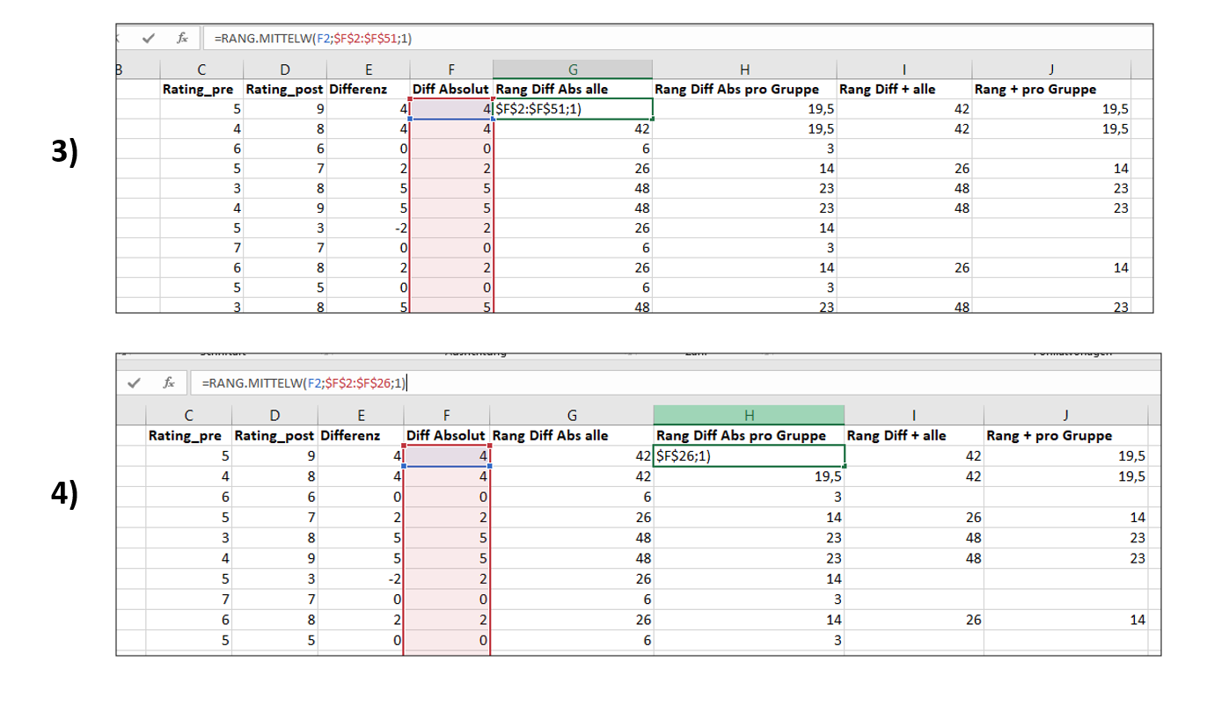 =RANG.MITTELW(F2;$F$2:$F$51;1)
B C D E F G H I J
Rating_pre Rating_post Differenz Diff Absolut Rang Diff Abs alle Rang Diff Abs pro Gruppe Rang Diff + alle Rang + pro Gruppe
5 9 4 4 $F$2:$F$51;1) 19,5 42 19,5
4 8 4 4 42 19,5 42 19,5
3)
6 6 0 0 6 3
5 7 2 2 26 14 26 14
3 8 5 5 48 23 48 23
4 9 5 5 48 23 48 23
5 3 -2 2 26 14
7 7 0 0 6 3
6 8 2 2 26 14 26 14
5 5 0 0 6 3
3 8 5 5 48 23 48 23
=RANG.MITTELW(F2;$F$2:$F$26;1)
C D E F G H I J
Rating_pre Rating_post Differenz Diff Absolut Rang Diff Abs alle Rang Diff Abs pro Gruppe Rang Diff + alle Rang + pro Gruppe
5 9 4 4 42 $F$26;1) 42 19,5
4 8 4 4 42 19,5 42 19,5
4)
6 6 0 0 6 3
5 7 2 2 26 14 26 14
3 8 5 5 48 23 48 23
4 9 5 5 48 23 48 23
5 3 -2 2 26 14
7 7 0 0 6 3
6 8 2 2 26 14 26 14
5 5 0 0 6 3